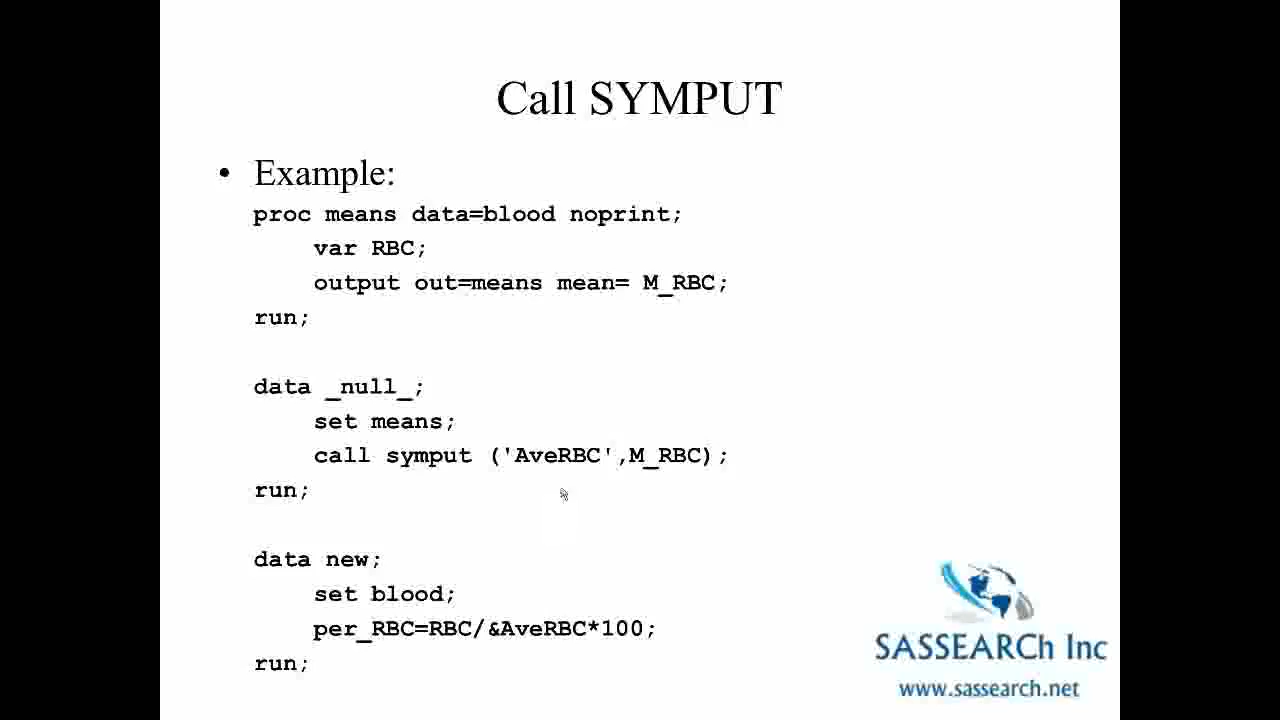 Call SYMPUT
• Example:
proc means data=blood noprint;
var RBC;
output out=means mean= M_RBC;
run;
data _null_;
set means;
call symput ('AveRBC',M_RBC);
run;
data new;
set blood;
per_RBC=RBC/&AveRBC*100;
run;
SASSEARCh Inc
www.sassearch.net